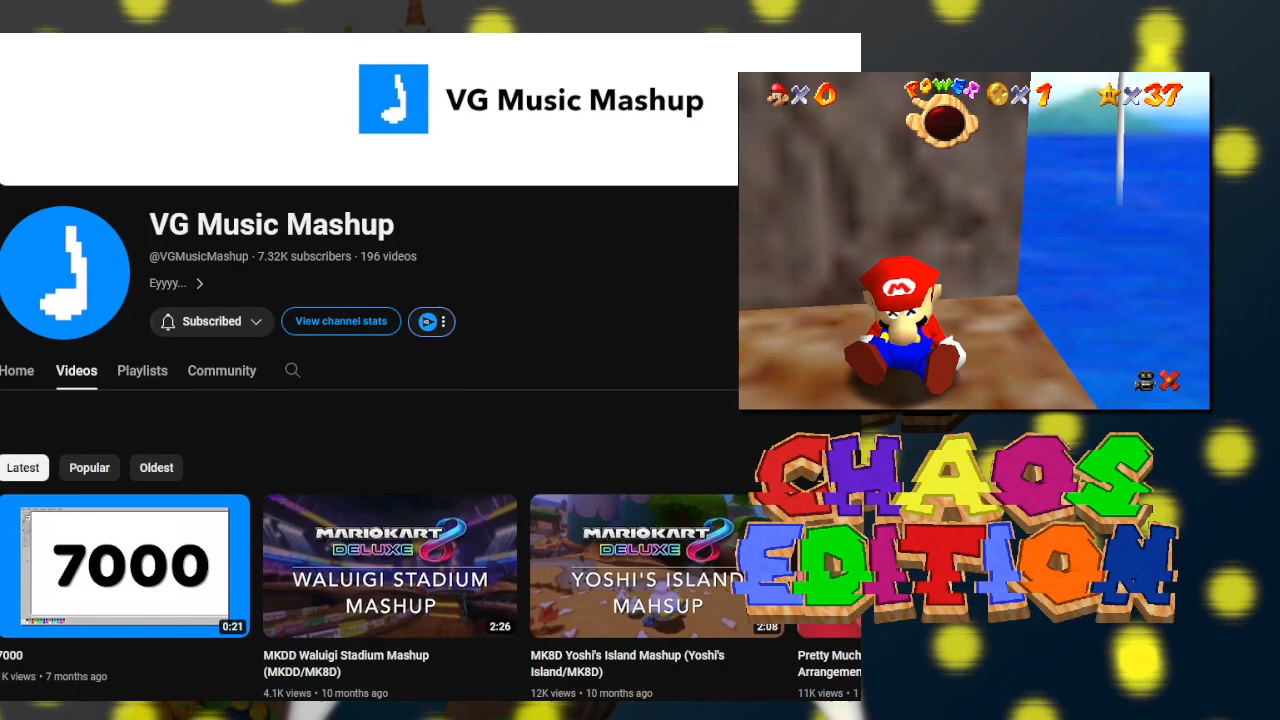 VG Music Mashup
VG Music Mashup
@VGMusicMashup · 7.32K subscribers · 196 videos
Eyyyy...
Subscribed
View channel stats
Home Videos Playlists Community
Latest Popular Oldest
7000
0:21
MARIOKART 8
DELUXE
WALUIGI STADIUM
MASHUP
2:26
MARIOKART 8
DELUXE
YOSHI'S ISLAND
MAHSUP
2:08
7000
K views • 7 months ago
MKDD Waluigi Stadium Mashup
(MKDD/MK8D)
4.1K views • 10 months ago
MK8D Yoshi's Island Mashup (Yoshi's
Island/MK8D)
12K views • 10 months ago
Pretty Much
Arrangemen
11K views • 1
×0
POWER
×1
×37
M
CHAOS
EDITION